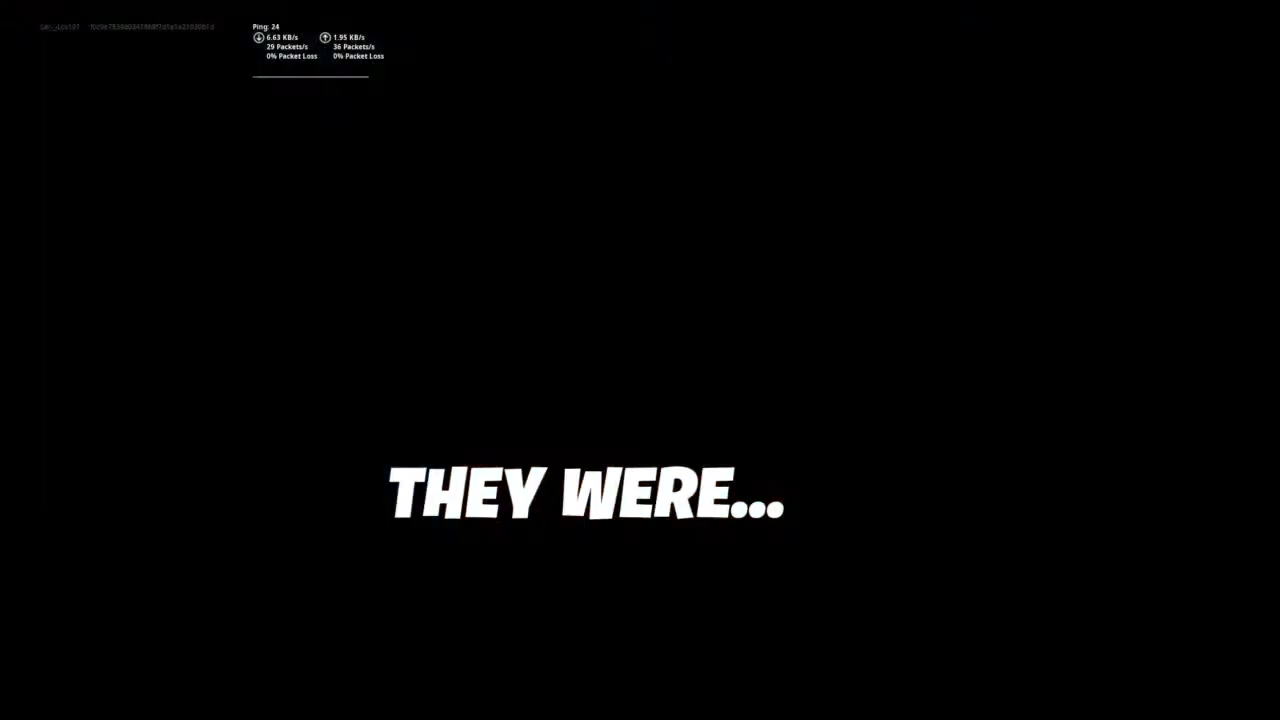 Ping: 24
6.63 KB/s 1.95 KB/s
29 Packets/s 36 Packets/s
0% Packet Loss 0% Packet Loss
THEY WERE...